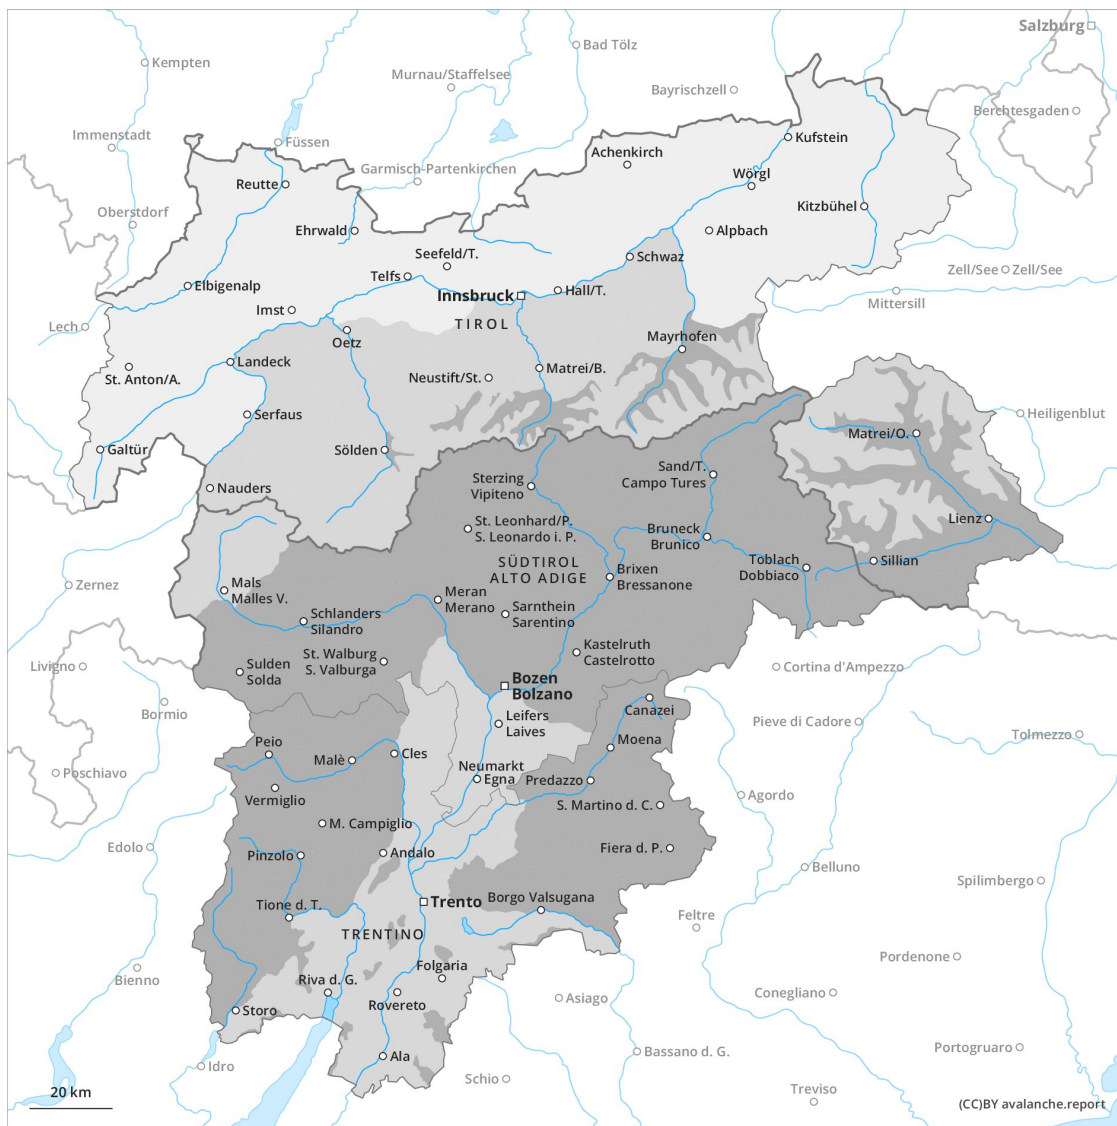 Salzburg
Bad Tölz
Kempten
Murnau/Staffelsee
Bayrischzell
Berchtesgaden
Immenstadt
Füssen
Kufstein
Achenkirch
Garmisch-Partenkirchen
Wörgl
Reutte
Kitzbühel
Oberstdorf
Ehrwald
Alpbach
Seefeld/T.
Schwaz
Telfs
Zell/See
Zell/See
Elbigenalp
Innsbruck
Hall/T.
Mittersill
Imst
TIROL
Lech
Oetz
Mayrhofen
Landeck
Matrei/B.
St. Anton/A.
Neustift/St.
Serfaus
Heiligenblut
Matrei/O.
Galtür
Sölden
Sand/T.
Campo Tures
Sterzing
Vipiteno
Nauders
Lienz
St. Leonhard/P.
S. Leonardo i. P.
Bruneck
Brunico
SÜDTIROL
ALTO ADIGE
Toblach
Dobbiaco
Sillian
Brixen
Bressanone
Zernez
Mals
Malles V.
Meran
Merano
Schlanders
Silandro
Sarnthein
Sarentino
Kastelruth
Castelrotto
St. Walburg
S. Valburga
Livigno
Sulden
Solda
Cortina d'Ampezzo
Bozen
Bolzano
Bormio
Canazei
Leifers
Laives
Pieve di Cadore
Tolmezzo
Moena
Peio
Malè
Cles
Neumarkt
Egna
Predazzo
Poschiavo
Vermiglio
S. Martino d. C.
Agordo
M. Campiglio
Edolo
Pinzolo
Andalo
Fiera d. P.
Belluno
Spilimbergo
Tione d. T.
Trento
Borgo Valsugana
Feltre
TRENTINO
Pordenone
Bienno
Folgaria
Riva d. G.
Rovereto
Asiago
Conegliano
Storo
Ala
Bassano d. G.
Portogruaro
Idro
Schio
Treviso
20 km
(CC)BY avalanche.report